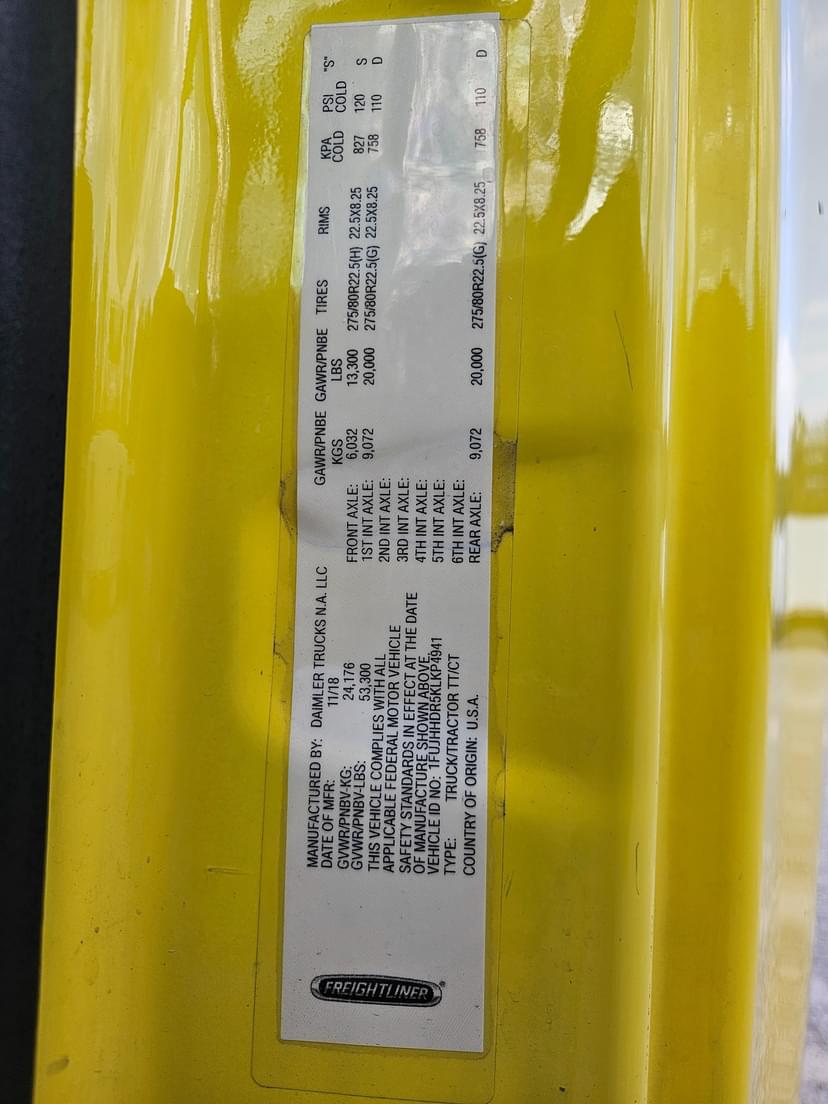 FREIGHTLINER®
MANUFACTURED BY: DAIMLER TRUCKS N.A. LLC
DATE OF MFR: 11/18
GVWR/PNBV-KG: 24,176
GVWR/PNBV-LBS: 53,300
THIS VEHICLE COMPLIES WITH ALL
APPLICABLE FEDERAL MOTOR VEHICLE
SAFETY STANDARDS IN EFFECT AT THE DATE
OF MANUFACTURE SHOWN ABOVE.
VEHICLE ID NO: 1FUJHHDR5KLKP4941
TYPE: TRUCK/TRACTOR TT/CT
COUNTRY OF ORIGIN: U.S.A.
GAWR/PNBE GAWR/PNBE TIRES RIMS KPA PSI "S"
KGS LBS COLD COLD
FRONT AXLE: 6,032 13,300 275/80R22.5(H) 22.5X8.25 827 120 S
1ST INT AXLE: 9,072 20,000 275/80R22.5(G) 22.5X8.25 758 110 D
2ND INT AXLE:
3RD INT AXLE:
4TH INT AXLE:
5TH INT AXLE:
6TH INT AXLE:
REAR AXLE: 9,072 20,000 275/80R22.5(G) 22.5X8.25 758 110 D